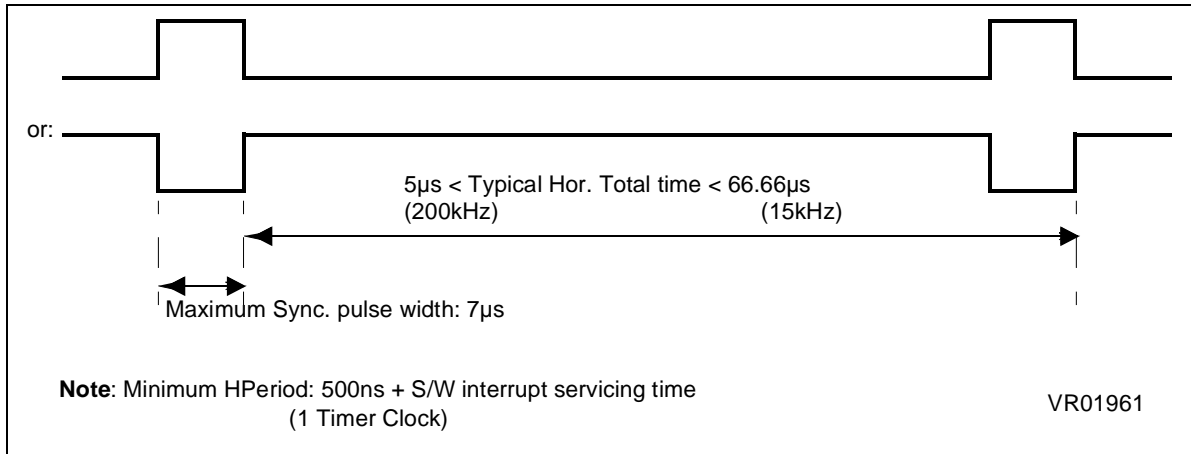 or:
5µs < Typical Hor. Total time < 66.66µs
(200kHz) (15kHz)
Maximum Sync. pulse width: 7µs
Note: Minimum HPeriod: 500ns + S/W interrupt servicing time
(1 Timer Clock)
VR01961